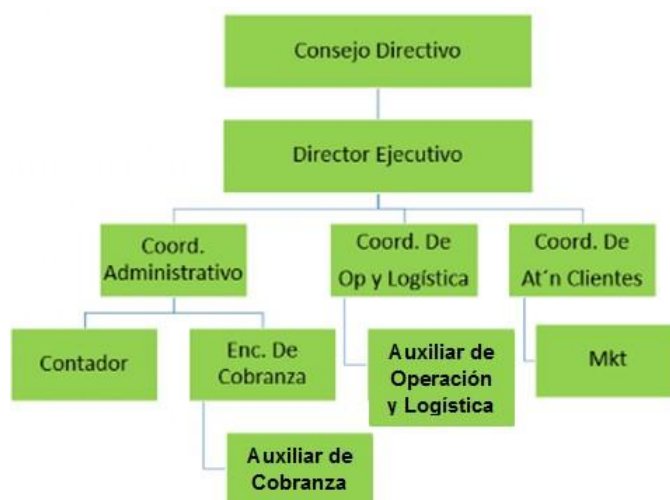 Consejo Directivo
Director Ejecutivo
Coord.
Administrativo
Coord. De
Op y Logística
Coord. De
At´n Clientes
Contador
Enc. De
Cobranza
Auxiliar de
Operación
y Logística
Mkt
Auxiliar de
Cobranza